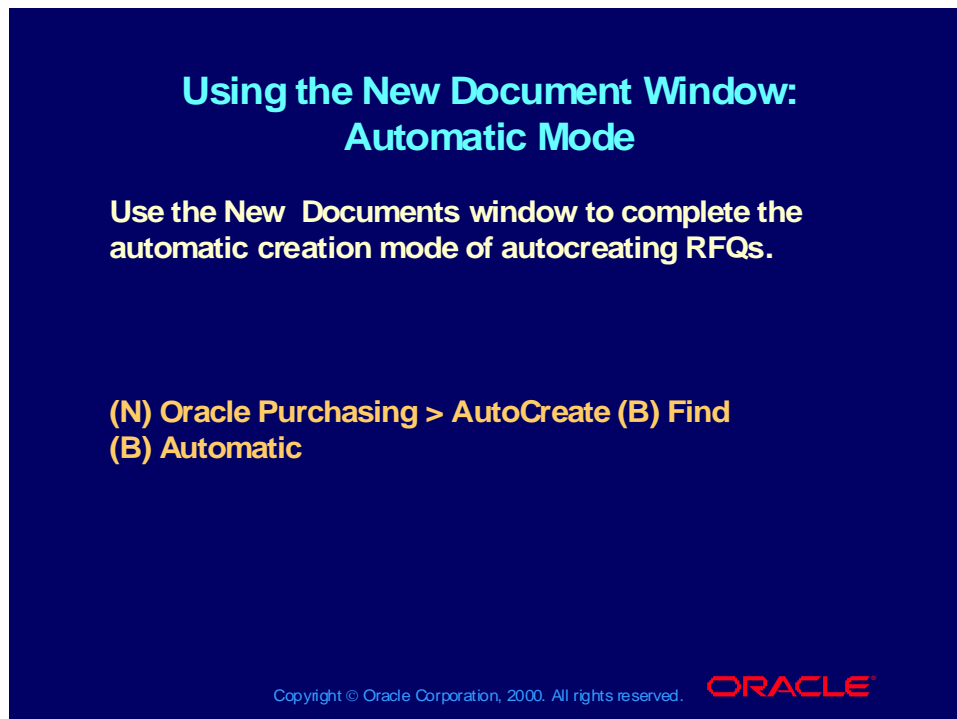 Using the New Document Window:
Automatic Mode
Use the New Documents window to complete the
automatic creation mode of autocreating RFQs.
(N) Oracle Purchasing > AutoCreate (B) Find
(B) Automatic
Copyright © Oracle Corporation, 2000. All rights reserved.
ORACLE®